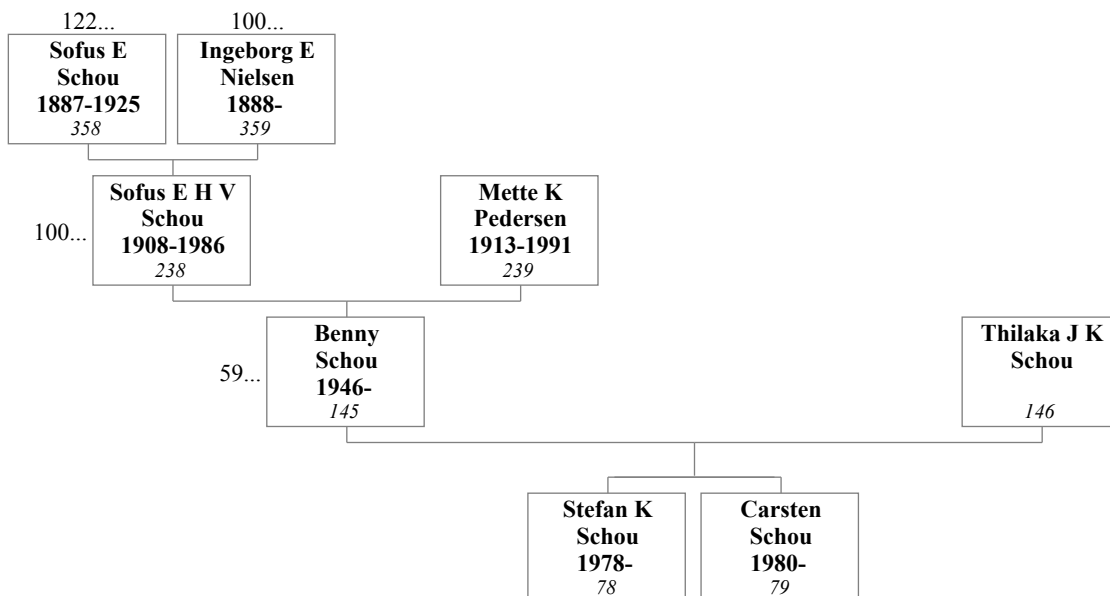 122...
100...
Sofus E
Schou
1887-1925
358
Ingeborg E
Nielsen
1888-
359
100...
Sofus E H V
Schou
1908-1986
238
Mette K
Pedersen
1913-1991
239
59...
Benny
Schou
1946-
145
Thilaka J K
Schou
146
Stefan K
Schou
1978-
78
Carsten
Schou
1980-
79